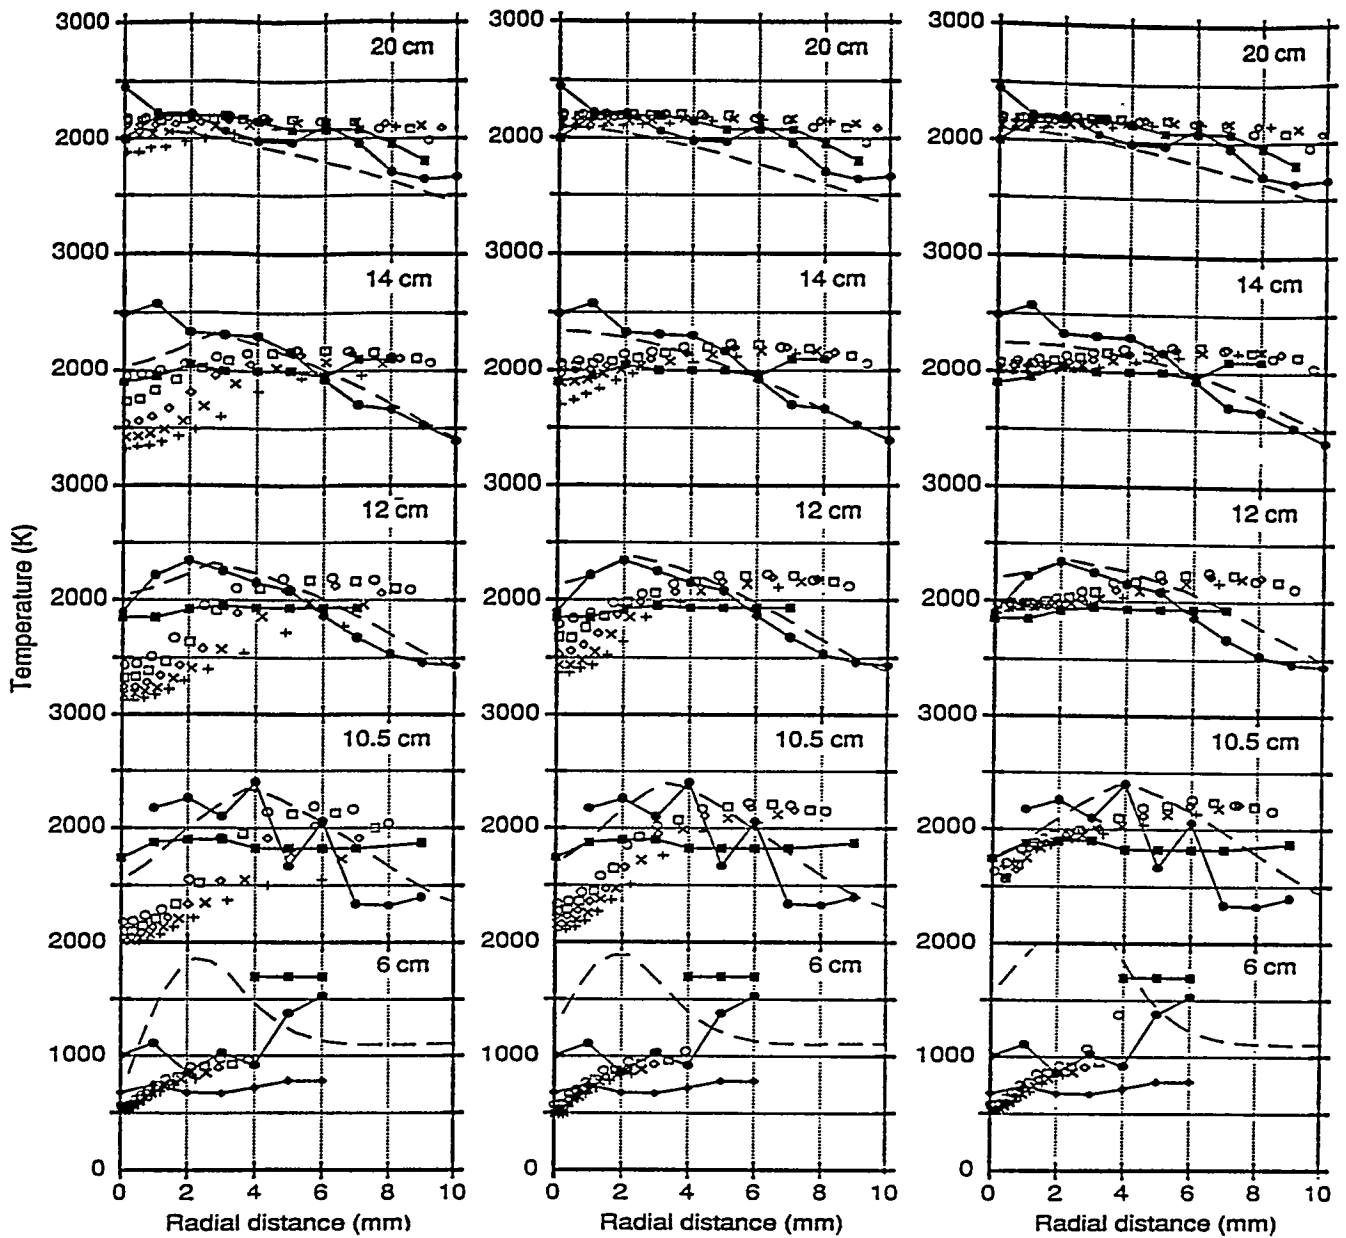 3000 3000 3000
20 cm 20 cm 20 cm
2000 2000 2000
3000 3000 3000
14 cm 14 cm 14 cm
2000 2000 2000
3000 3000 3000
12 cm 12 cm 12 cm
2000 2000 2000
3000 3000 3000
10.5 cm 10.5 cm 10.5 cm
2000 2000 2000
2000 2000 2000
6 cm 6 cm 6 cm
1000 1000 1000
0 0 0
0 2 4 6 8 10 0 2 4 6 8 10 0 2 4 6 8 10
Radial distance (mm) Radial distance (mm) Radial distance (mm)
Temperature (K)